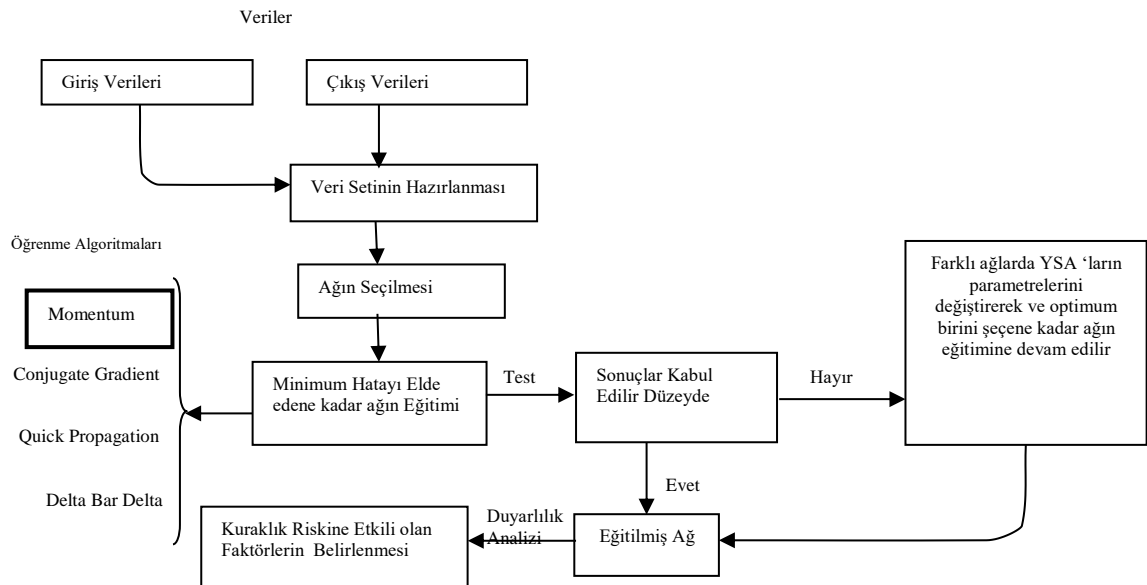 Veriler
Giriş Verileri
Çıkış Verileri
Veri Setinin Hazırlanması
Öğrenme Algoritmaları
Ağın Seçilmesi
Momentum
Conjugate Gradient
Quick Propagation
Delta Bar Delta
Minimum Hatayı Elde
edene kadar ağın Eğitimi
Test
Sonuçlar Kabul
Edilir Düzeyde
Hayır
Farklı ağlarda YSA ‘ların
parametrelerini
değiştirerek ve optimum
birini şeçene kadar ağın
eğitimine devam edilir
Evet
Eğitilmiş Ağ
Duyarlılık
Analizi
Kuraklık Riskine Etkili olan
Faktörlerin Belirlenmesi